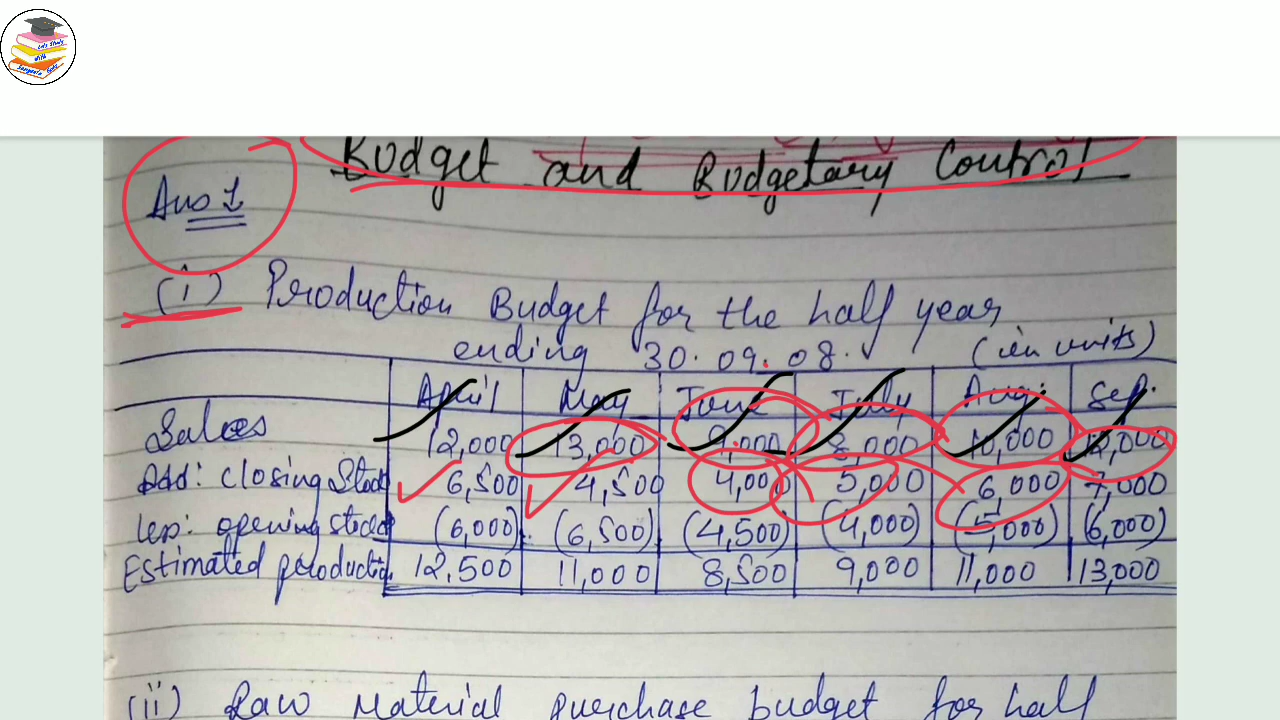 Let's Study
With
Budget and Budgetary Control
Ans 1
(i) Production Budget for the half year
ending 30.09.08. (in units)
April May June July Aug. Sep.
Sales 12,000 13,000 9,000 8,000 10,000 12,000
Add: closing Stock 6,500 4,500 4,000 5,000 6,000 7,000
Less: opening stock (6,000) (6,500) (4,500) (4,000) (5,000) (6,000)
Estimated production 12,500 11,000 8,500 9,000 11,000 13,000
(ii) Raw Material purchase budget for half